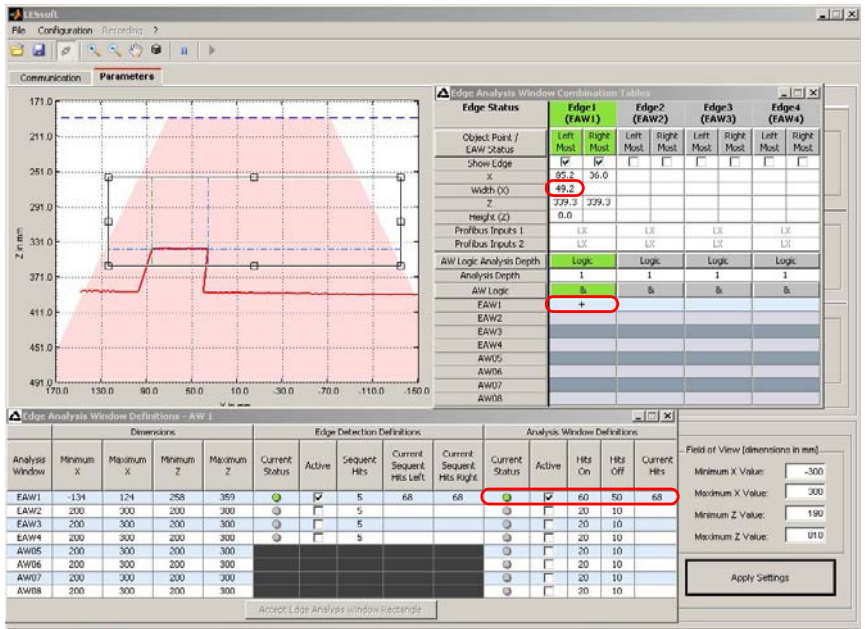 LESsoft
File Configuration Recording ?
Communication Parameters
171.0
211.0
251.0
291.0
331.0
371.0
411.0
451.0
491.0
Z in mm
170.0 130.0 90.0 50.0 10.0 -30.0 -70.0 -110.0 -150.0
Edge Analysis Window Combination Tables
Edge Status Edge1 (EAW1) Edge2 (EAW2) Edge3 (EAW3) Edge4 (EAW4)
Object Point / EAW Status Left Most Right Most Left Most Right Most Left Most Right Most Left Most Right Most
Show Edge
X 85.2 36.0
Width (X) 49.2
Z 339.3 339.3
Height (Z) 0.0
Profibus Inputs 1 LX LX LX LX
Profibus Inputs 2 LX LX LX LX
AW Logic Analysis Depth Logic Logic Logic Logic
Analysis Depth 1 1 1 1
AW Logic & & & &
EAW1 +
EAW2
EAW3
EAW4
AW05
AW06
AW07
AW08
Edge Analysis Window Definitions - AW 1
Dimensions Edge Detection Definitions Analysis Window Definitions
Analysis Window Minimum X Maximum X Minimum Z Maximum Z Current Status Active Sequent Hits Current Sequent Hits Left Current Sequent Hits Right Current Status Active Hits On Hits Off Current Hits
EAW1 -134 124 258 359 5 68 68 60 50 68
EAW2 200 300 200 300 5 20 10
EAW3 200 300 200 300 5 20 10
EAW4 200 300 200 300 5 20 10
AW05 200 300 200 300 20 10
AW06 200 300 200 300 20 10
AW07 200 300 200 300 20 10
AW08 200 300 200 300 20 10
Accept Edge Analysis Window Rectangle
Field of View [dimensions in mm]
Minimum X Value: -300
Maximum X Value: 300
Minimum Z Value: 190
Maximum Z Value:
Apply Settings